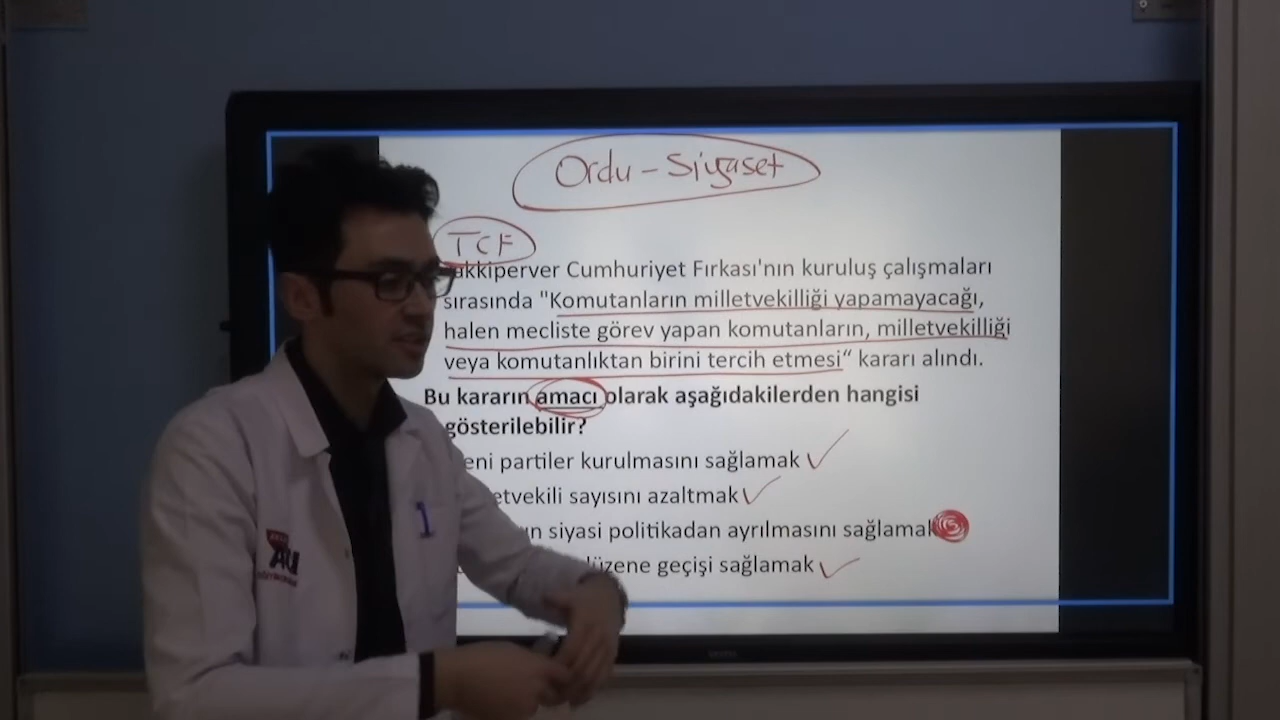 Ordu - Siyaset
TCF
akkiperver Cumhuriyet Fırkası'nın kuruluş çalışmaları
sırasında "Komutanların milletvekilliği yapamayacağı,
halen mecliste görev yapan komutanların, milletvekilliği
veya komutanlıktan birini tercih etmesi“ kararı alındı.
Bu kararın amacı olarak aşağıdakilerden hangisi
gösterilebilir?
eni partiler kurulmasını sağlamak
etvekili sayısını azaltmak
un siyasi politikadan ayrılmasını sağlamak
düzene geçişi sağlamak